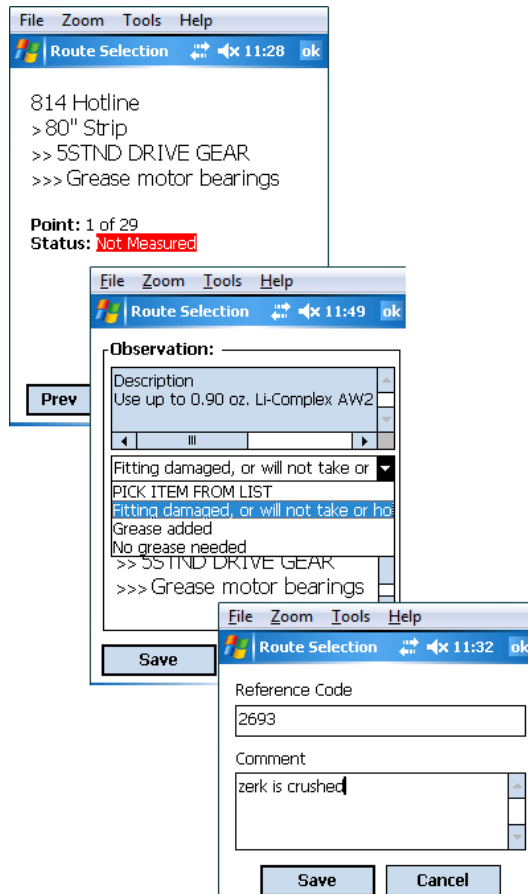 File Zoom Tools Help
Route Selection 11:28 ok
814 Hotline
> 80" Strip
>> 5STND DRIVE GEAR
>>> Grease motor bearings
Point: 1 of 29
Status: Not Measured
Prev
File Zoom Tools Help
Route Selection 11:49 ok
Observation:
Description
Use up to 0.90 oz. Li-Complex AW2
Fitting damaged, or will not take or
PICK ITEM FROM LIST
Fitting damaged, or will not take or ho
Grease added
No grease needed
>> 5STND DRIVE GEAR
>>> Grease motor bearings
Save
File Zoom Tools Help
Route Selection 11:32 ok
Reference Code
2693
Comment
zerk is crushed
Save Cancel